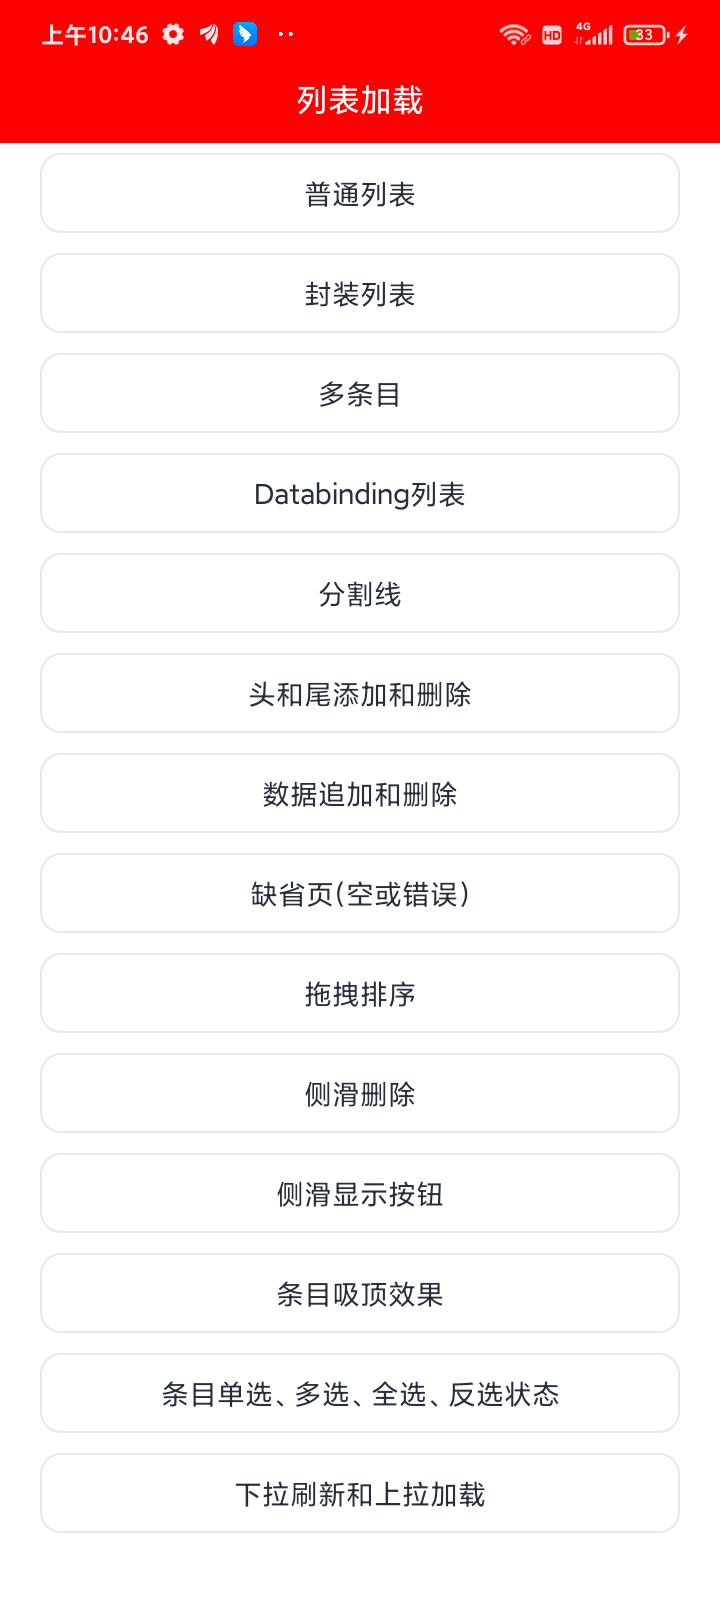 上午10:46
HD 4G 33
列表加载
普通列表
封装列表
多条目
Databinding列表
分割线
头和尾添加和删除
数据追加和删除
缺省页(空或错误)
拖拽排序
侧滑删除
侧滑显示按钮
条目吸顶效果
条目单选、多选、全选、反选状态
下拉刷新和上拉加载